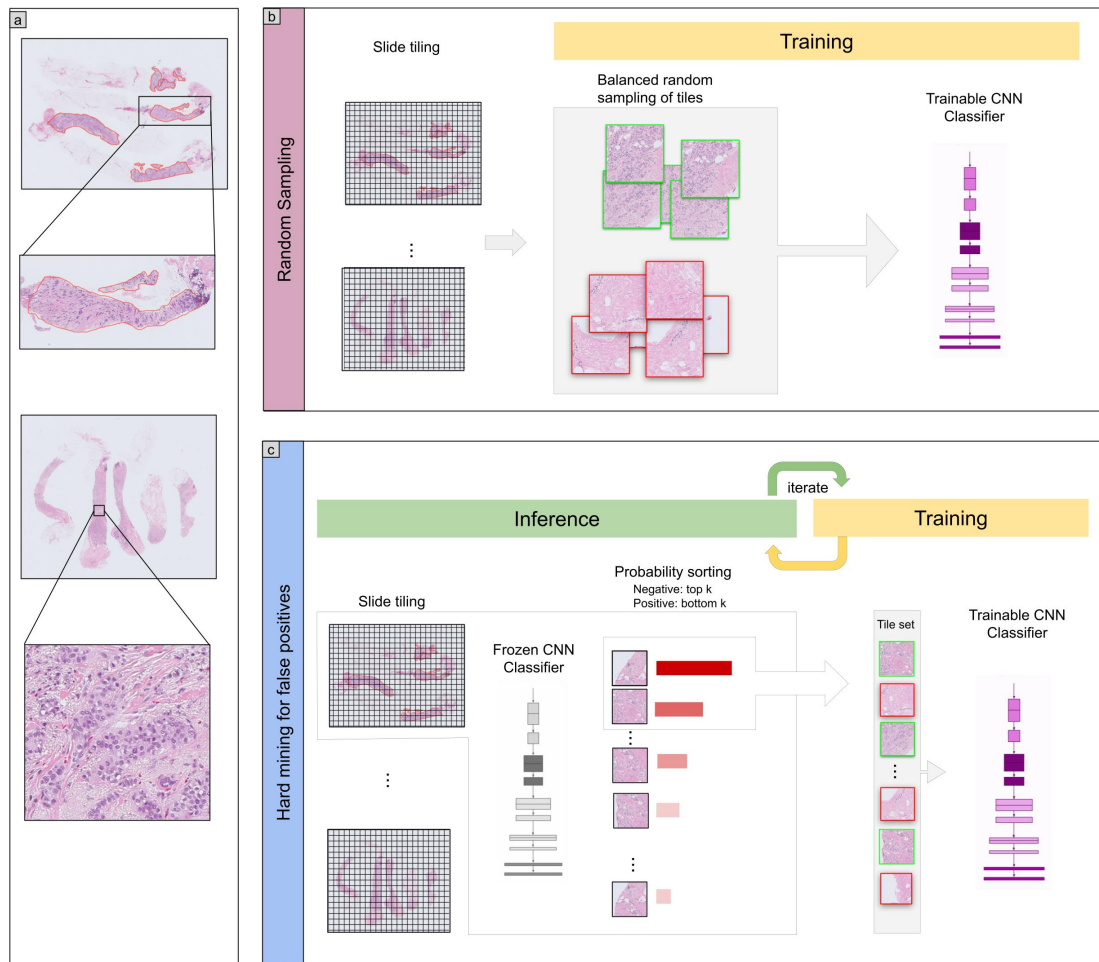 a
b
Random Sampling
Slide tiling
Training
Balanced random
sampling of tiles
Trainable CNN
Classifier
...
c
Hard mining for false positives
iterate
Inference
Training
Probability sorting
Negative: top k
Positive: bottom k
Slide tiling
Frozen CNN
Classifier
Tile set
Trainable CNN
Classifier
...
...
...
...